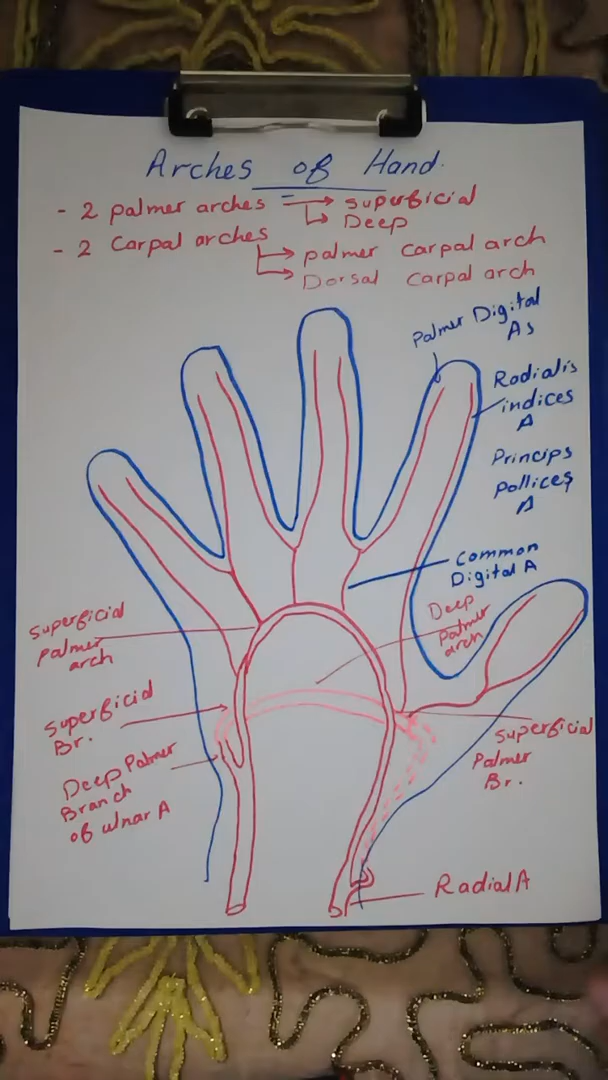 Arches of Hand.
- 2 palmer arches → superficial
→ Deep
- 2 Carpal arches
→ palmer carpal arch
→ Dorsal carpal arch
palmer Digital
As
Radialis
indices
A
Princips
pollices
A
Common
Digital A
Deep
palmer
arch
Superficial
palmer
arch
Superficial
Br.
Deep Palmer
Branch
of ulnar A
Superficial
Palmer
Br.
Radial A